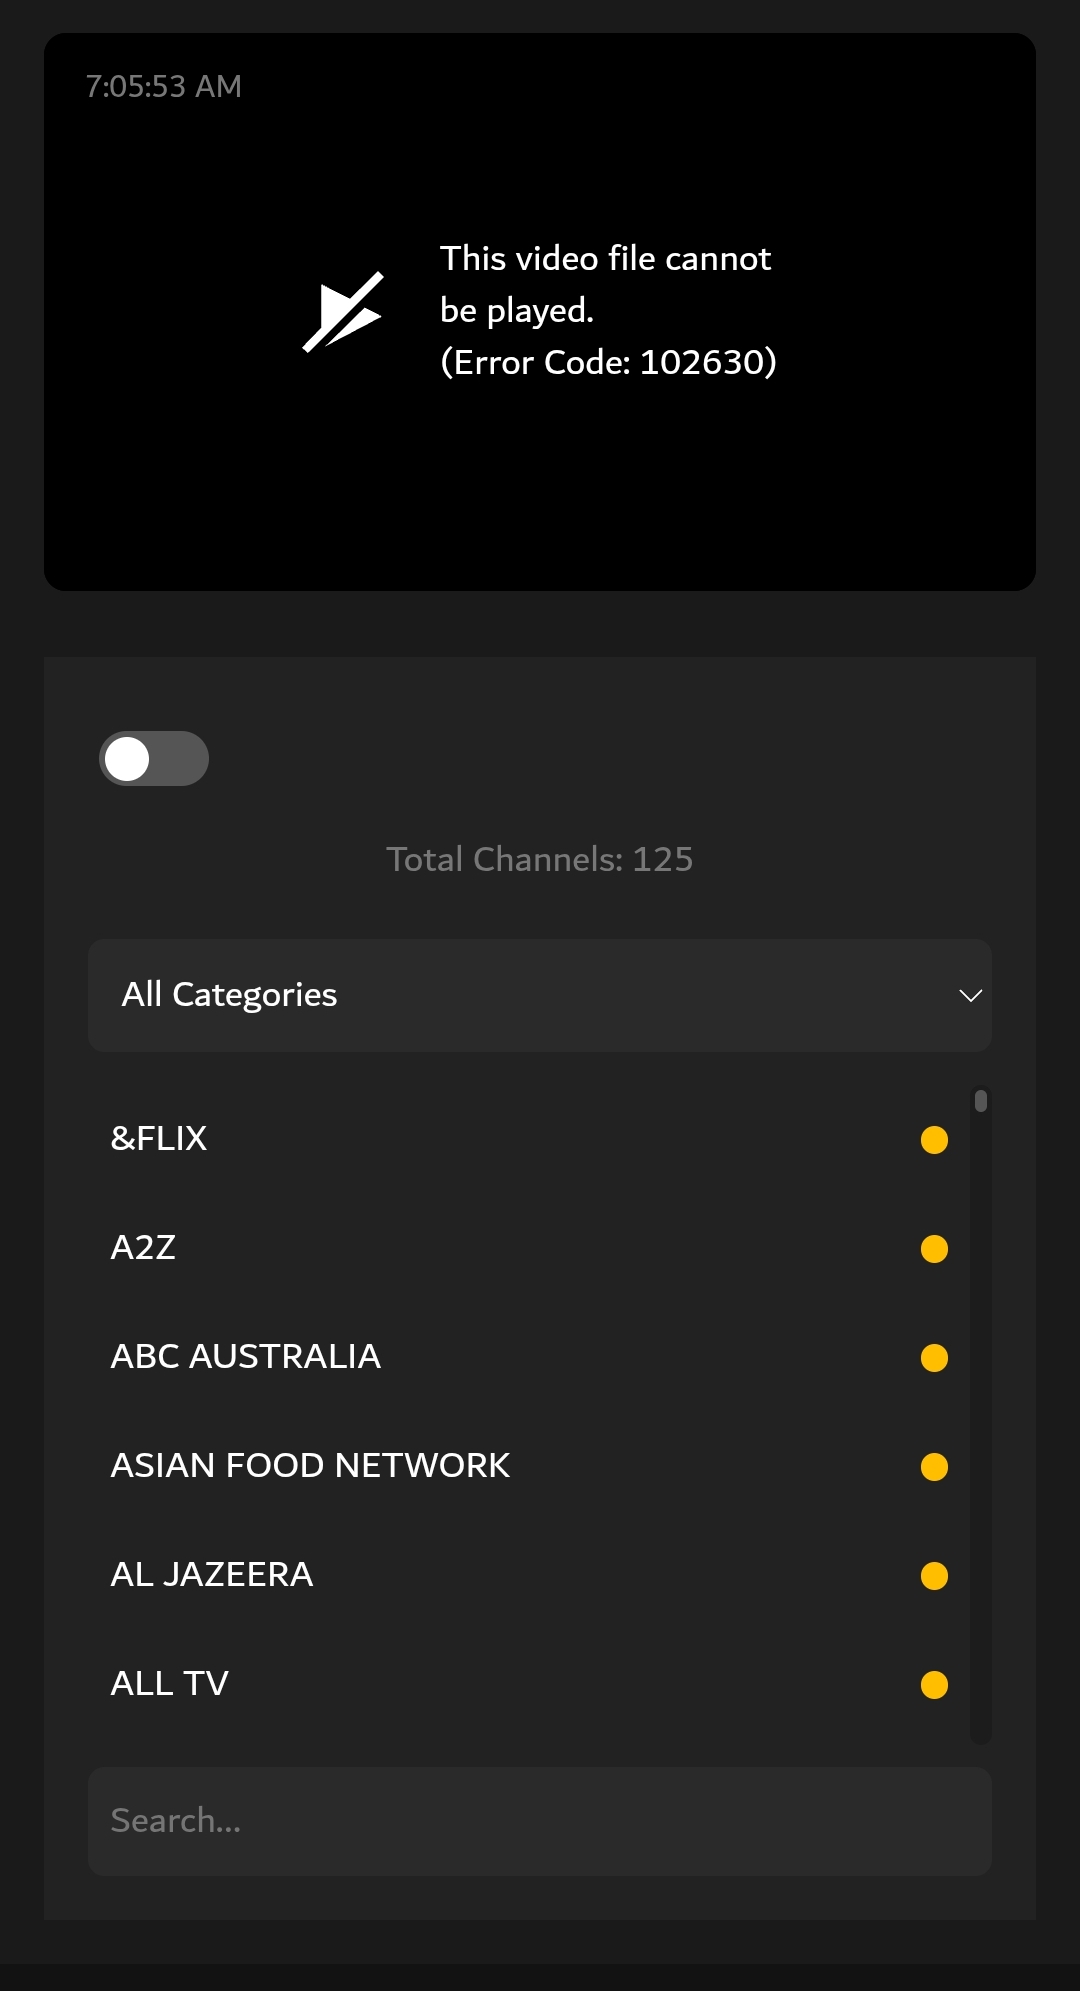 7:05:53 AM
This video file cannot
be played.
(Error Code: 102630)
Total Channels: 125
All Categories
&FLIX
A2Z
ABC AUSTRALIA
ASIAN FOOD NETWORK
AL JAZEERA
ALL TV
Search...